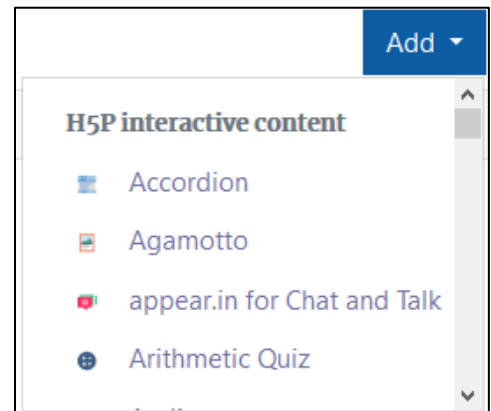 Add
H5P interactive content
Accordion
Agamotto
appear.in for Chat and Talk
Arithmetic Quiz